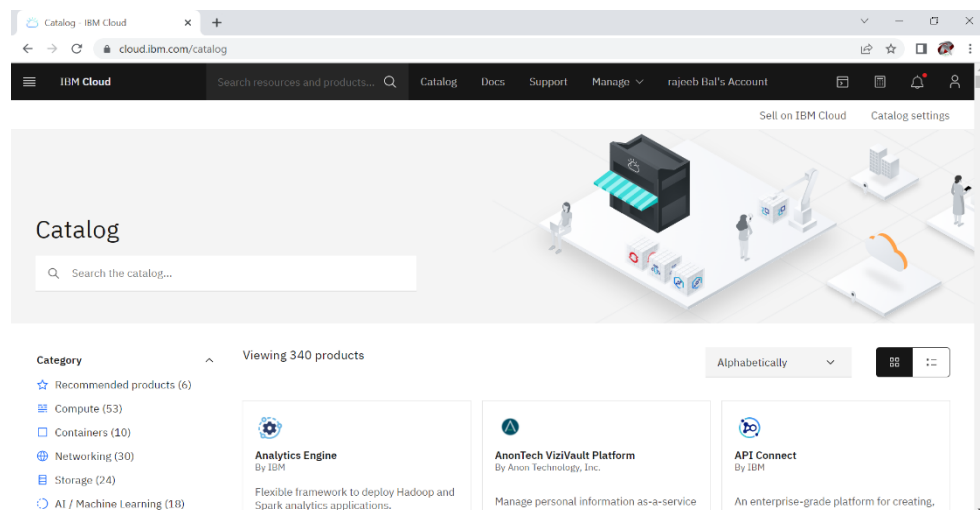 Catalog - IBM Cloud
cloud.ibm.com/catalog
IBM Cloud Search resources and products... Catalog Docs Support Manage rajeeb Bal's Account
Sell on IBM Cloud Catalog settings
Catalog
Search the catalog...
Category
Recommended products (6)
Compute (53)
Containers (10)
Networking (30)
Storage (24)
AI / Machine Learning (18)
Viewing 340 products
Alphabetically
Analytics Engine
By IBM
Flexible framework to deploy Hadoop and
Spark analytics applications.
AnonTech ViziVault Platform
By Anon Technology, Inc.
Manage personal information as-a-service
API Connect
By IBM
An enterprise-grade platform for creating,